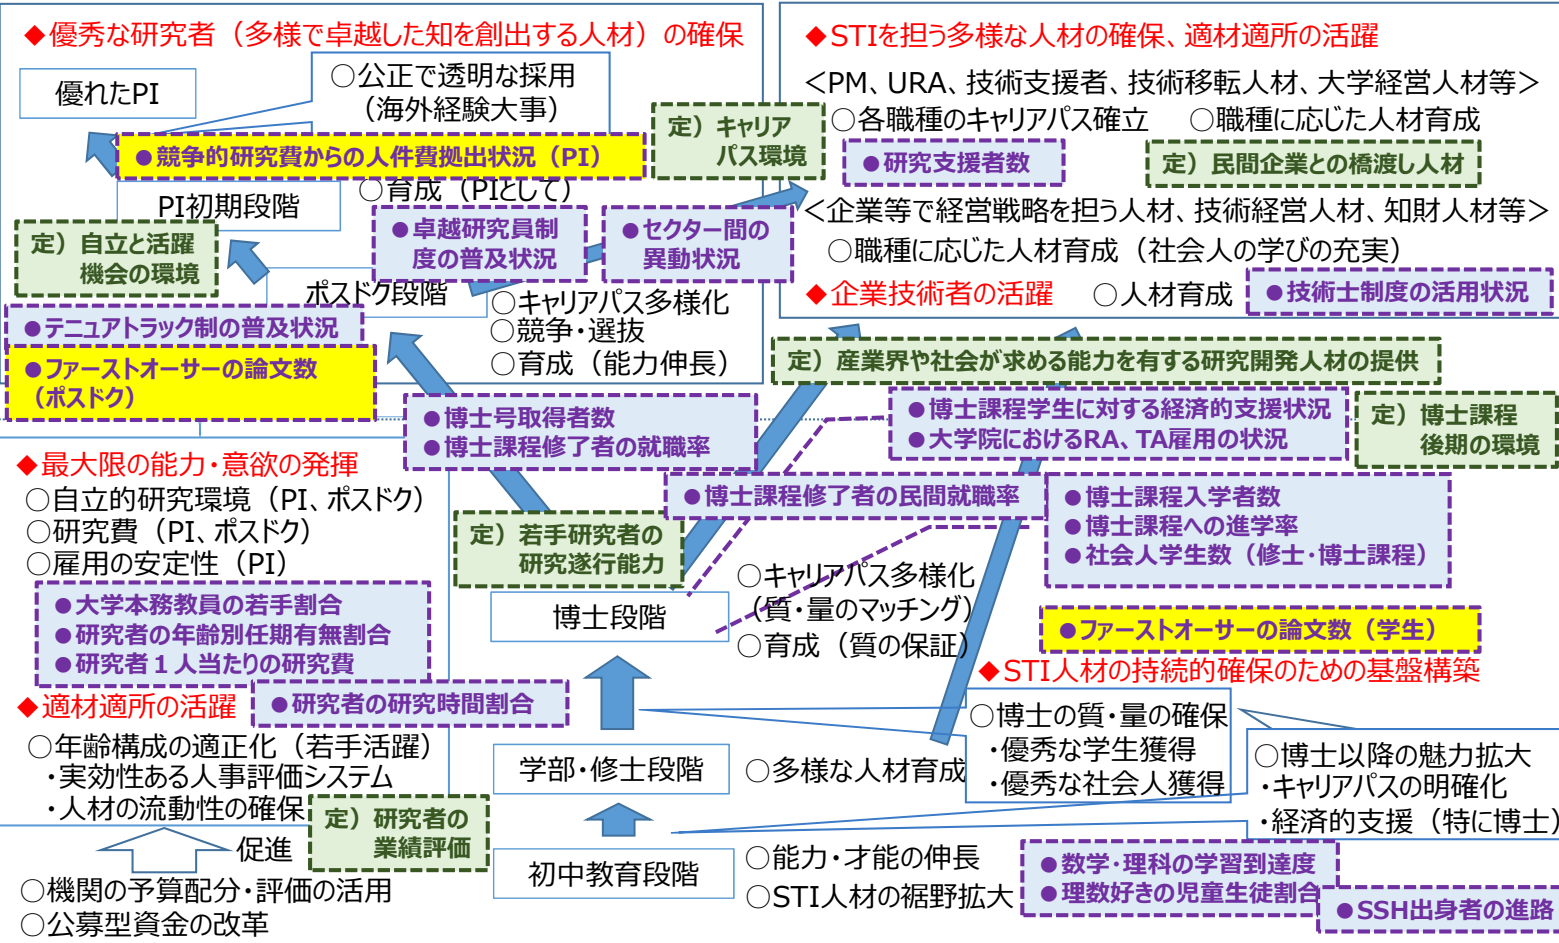 ◆優秀な研究者（多様で卓越した知を創出する人材）の確保
優れたPI
○公正で透明な採用
（海外経験大事）
●競争的研究費からの人件費拠出状況（PI）
定）キャリア
パス環境
○育成（PIとして）
PI初期段階
定）自立と活躍
機会の環境
●卓越研究員制
度の普及状況
●セクター間の
異動状況
ポスドク段階
○キャリアパス多様化
○競争・選抜
○育成（能力伸長）
●テニュアトラック制の普及状況
●ファーストオーサーの論文数
（ポスドク）
◆STIを担う多様な人材の確保、適材適所の活躍
＜PM、URA、技術支援者、技術移転人材、大学経営人材等＞
○各職種のキャリアパス確立　○職種に応じた人材育成
●研究支援者数
定）民間企業との橋渡し人材
＜企業等で経営戦略を担う人材、技術経営人材、知財人材等＞
○職種に応じた人材育成（社会人の学びの充実）
◆企業技術者の活躍　○人材育成
●技術士制度の活用状況
定）産業界や社会が求める能力を有する研究開発人材の提供
●博士号取得者数
●博士課程修了者の就職率
●博士課程学生に対する経済的支援状況
●大学院におけるRA、TA雇用の状況
定）博士課程
後期の環境
◆最大限の能力・意欲の発揮
○自立的研究環境（PI、ポスドク）
○研究費（PI、ポスドク）
○雇用の安定性（PI）
●大学本務教員の若手割合
●研究者の年齢別任期有無割合
●研究者１人当たりの研究費
●研究者の研究時間割合
◆適材適所の活躍
○年齢構成の適正化（若手活躍）
・実効性ある人事評価システム
・人材の流動性の確保
定）研究者の
業績評価
促進
○機関の予算配分・評価の活用
○公募型資金の改革
定）若手研究者の
研究遂行能力
●博士課程修了者の民間就職率
●博士課程入学者数
●博士課程への進学率
●社会人学生数（修士・博士課程）
博士段階
○キャリアパス多様化
（質・量のマッチング）
○育成（質の保証）
●ファーストオーサーの論文数（学生）
◆STI人材の持続的確保のための基盤構築
○博士の質・量の確保
・優秀な学生獲得
・優秀な社会人獲得
○博士以降の魅力拡大
・キャリアパスの明確化
・経済的支援（特に博士）
学部・修士段階
○多様な人材育成
初中教育段階
○能力・才能の伸長
○STI人材の裾野拡大
●数学・理科の学習到達度
●理数好きの児童生徒割合
●SSH出身者の進路